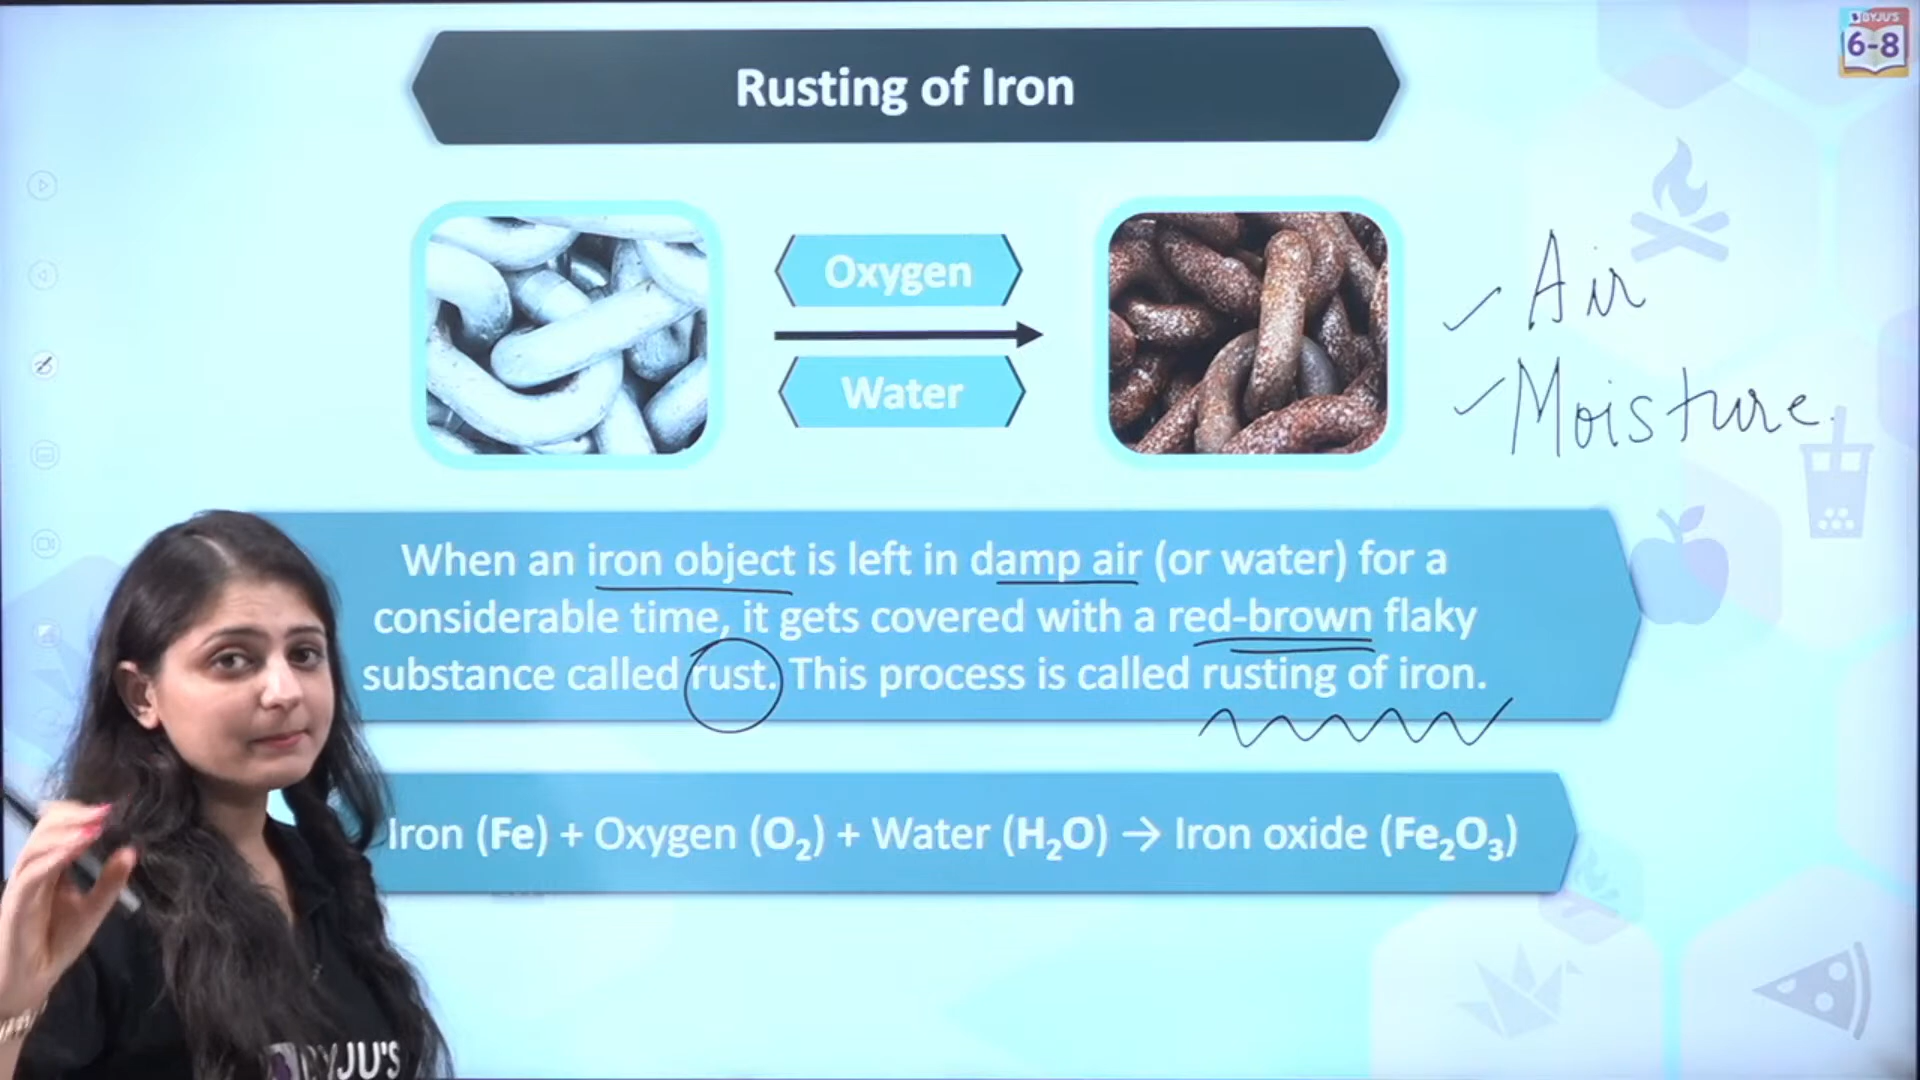 BYJU'S
6-8
Rusting of Iron
Oxygen
Water
Air
Moisture
When an iron object is left in damp air (or water) for a
considerable time, it gets covered with a red-brown flaky
substance called rust. This process is called rusting of iron.
Iron (Fe) + Oxygen (O₂) + Water (H₂O) → Iron oxide (Fe₂O₃)
BYJU'S